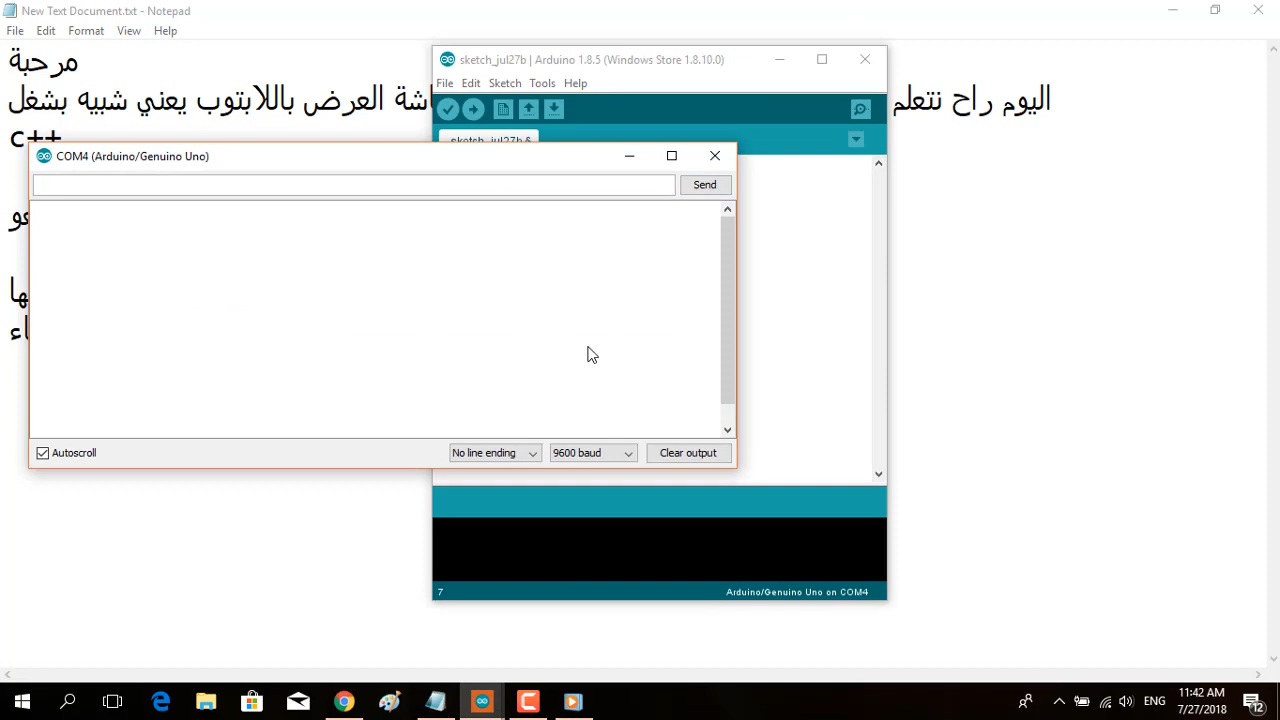 New Text Document.txt - Notepad
File Edit Format View Help
مرحبة
اليوم راح نتعلم
العرض باللابتوب يعني شبيه بشغل
c++
sketch_jul27b | Arduino 1.8.5 (Windows Store 1.8.10.0)
File Edit Sketch Tools Help
sketch_jul27b §
COM4 (Arduino/Genuino Uno)
Send
Autoscroll
No line ending
9600 baud
Clear output
7
Arduino/Genuino Uno on COM4
ENG
11:42 AM
7/27/2018
12